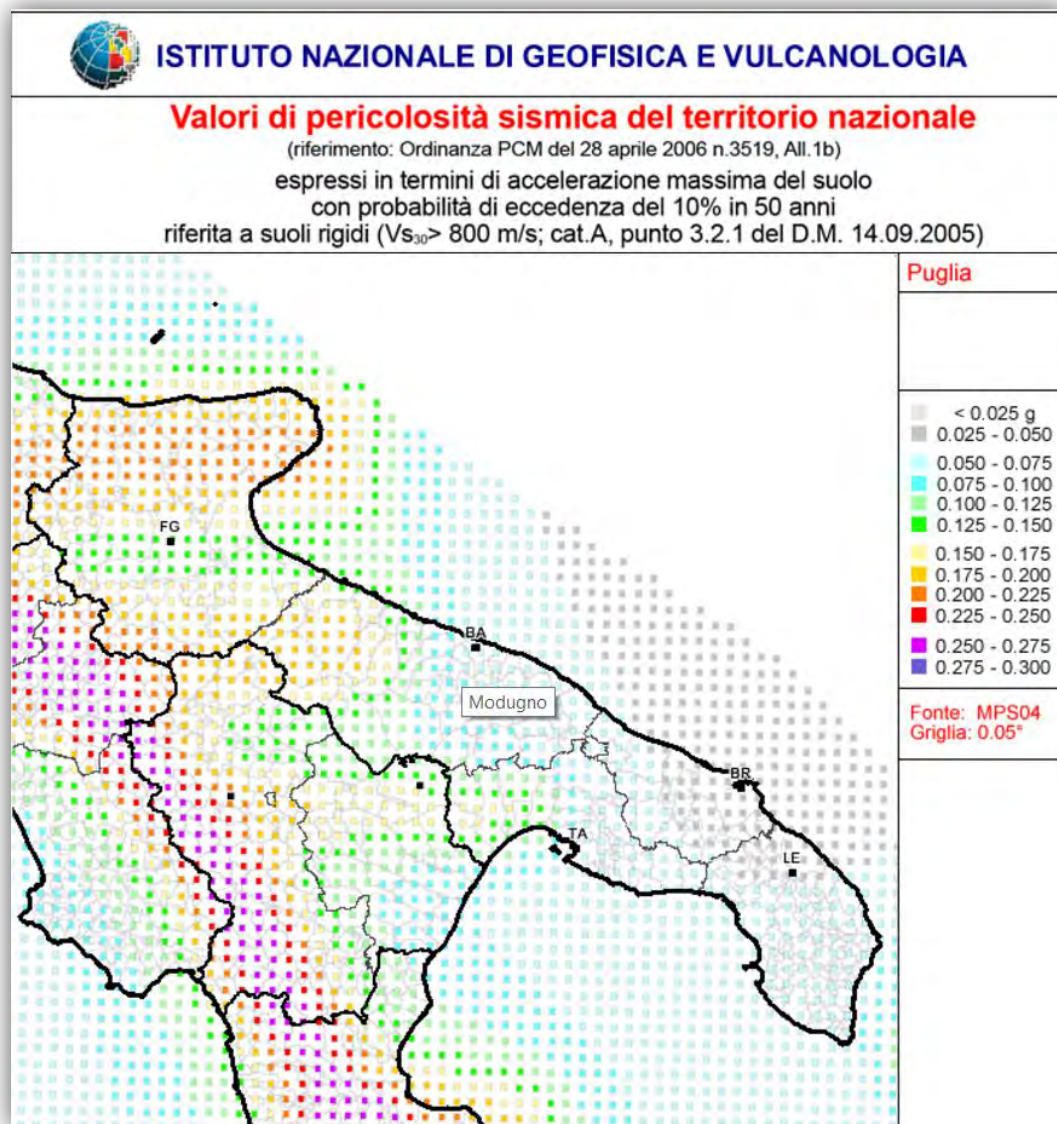 ISTITUTO NAZIONALE DI GEOFISICA E VULCANOLOGIA
Valori di pericolosità sismica del territorio nazionale
(riferimento: Ordinanza PCM del 28 aprile 2006 n.3519, All.1b)
espressi in termini di accelerazione massima del suolo
con probabilità di eccedenza del 10% in 50 anni
riferita a suoli rigidi (Vs₃₀> 800 m/s; cat.A, punto 3.2.1 del D.M. 14.09.2005)
Puglia
< 0.025 g
0.025 - 0.050
0.050 - 0.075
0.075 - 0.100
0.100 - 0.125
0.125 - 0.150
0.150 - 0.175
0.175 - 0.200
0.200 - 0.225
0.225 - 0.250
0.250 - 0.275
0.275 - 0.300
Fonte: MPS04
Griglia: 0.05°
FG
BA
Modugno
BR
TA
LE